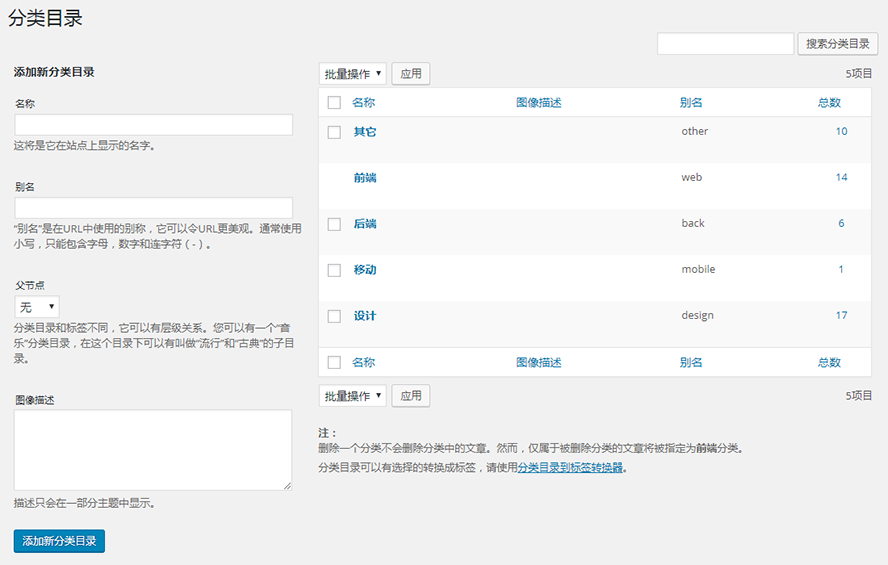 分类目录
搜索分类目录
添加新分类目录
名称
这将是它在站点上显示的名字。
别名
“别名”是在URL中使用的别称，它可以令URL更美观。通常使用
小写，只能包含字母，数字和连字符（-）。
父节点
无
分类目录和标签不同，它可以有层级关系。您可以有一个“音
乐”分类目录，在这个目录下可以有叫做“流行”和“古典”的子目
录。
图像描述
描述只会在一部分主题中显示。
添加新分类目录
批量操作 应用 5项目
名称 图像描述 别名 总数
其它 other 10
前端 web 14
后端 back 6
移动 mobile 1
设计 design 17
名称 图像描述 别名 总数
批量操作 应用 5项目
注：
删除一个分类不会删除分类中的文章。然而，仅属于被删除分类的文章将被指定为前端分类。
分类目录可以有选择的转换成标签，请使用分类目录到标签转换器。